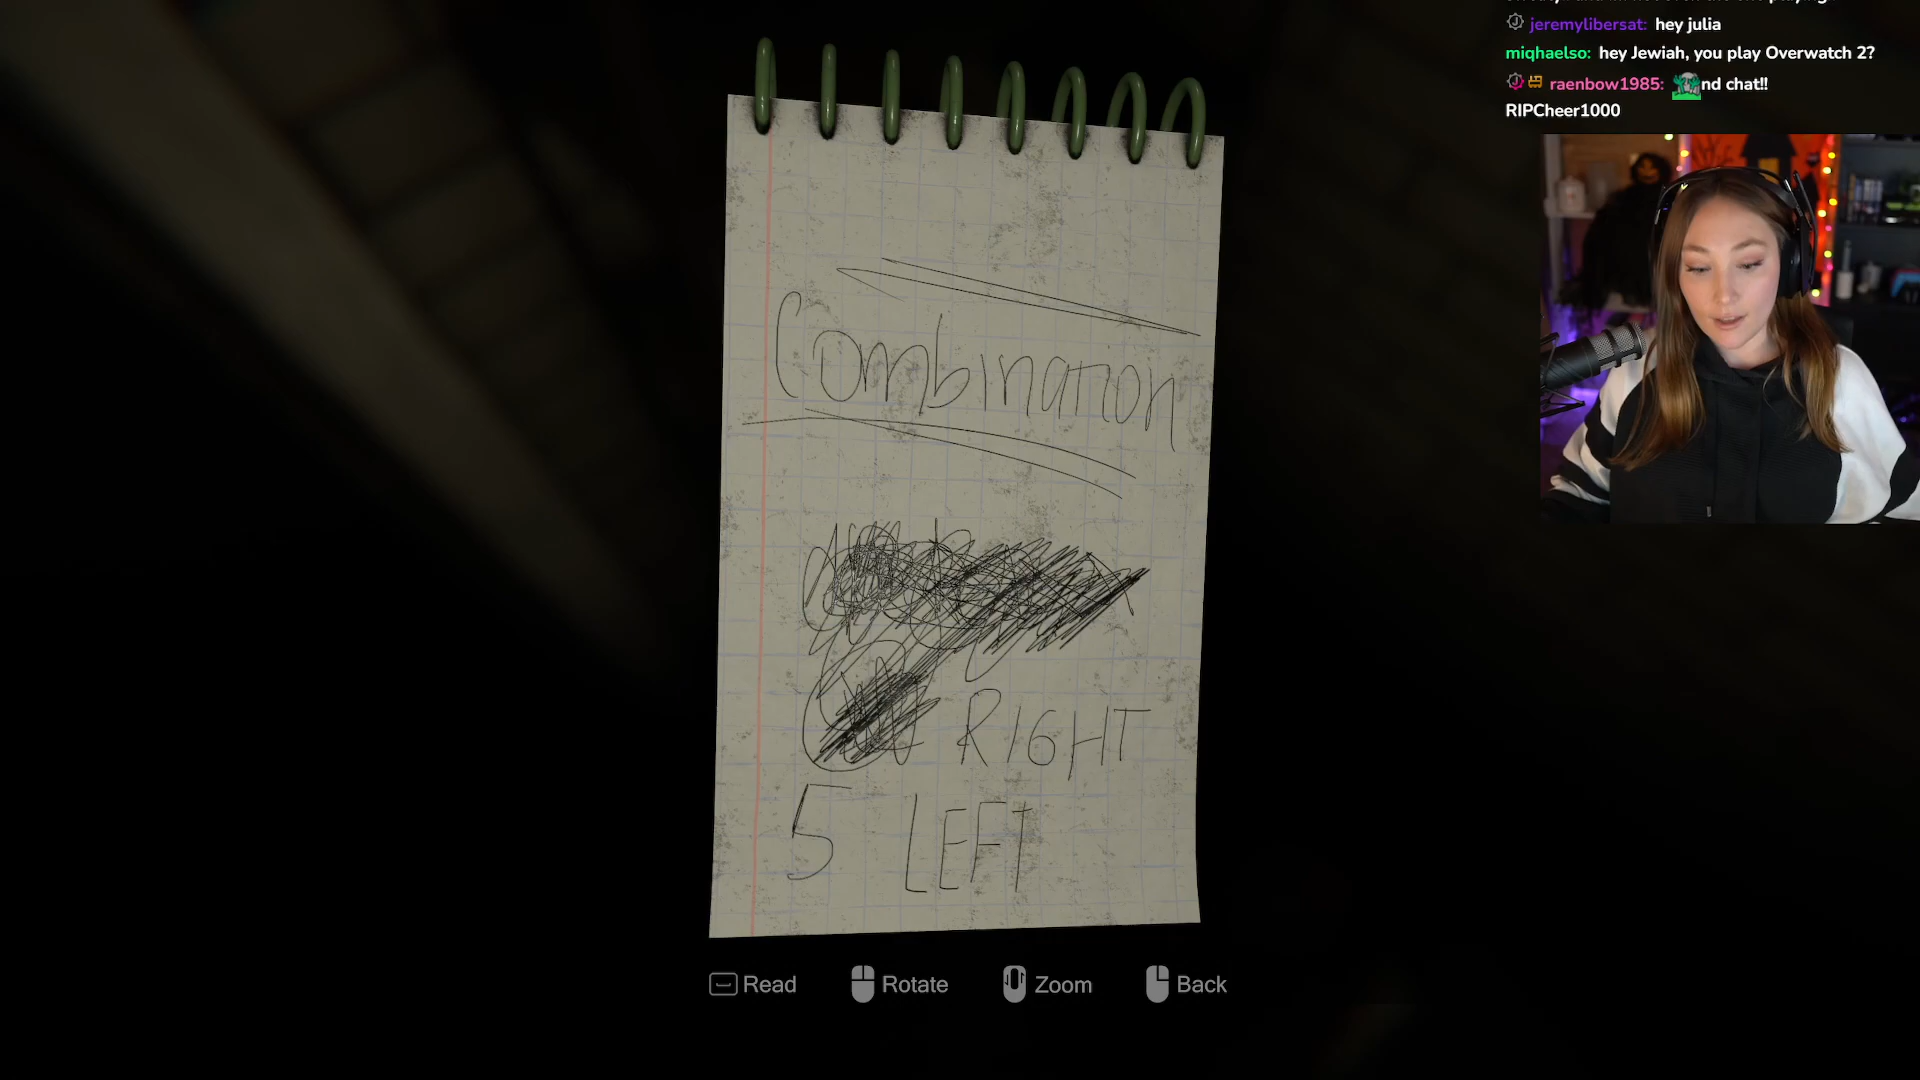 jeremylibersat: hey julia
miqhaelso: hey Jewiah, you play Overwatch 2?
raenbow1985: nd chat!!
RIPCheer1000
Combination
RIGHT
5 LEFT
Read Rotate Zoom Back